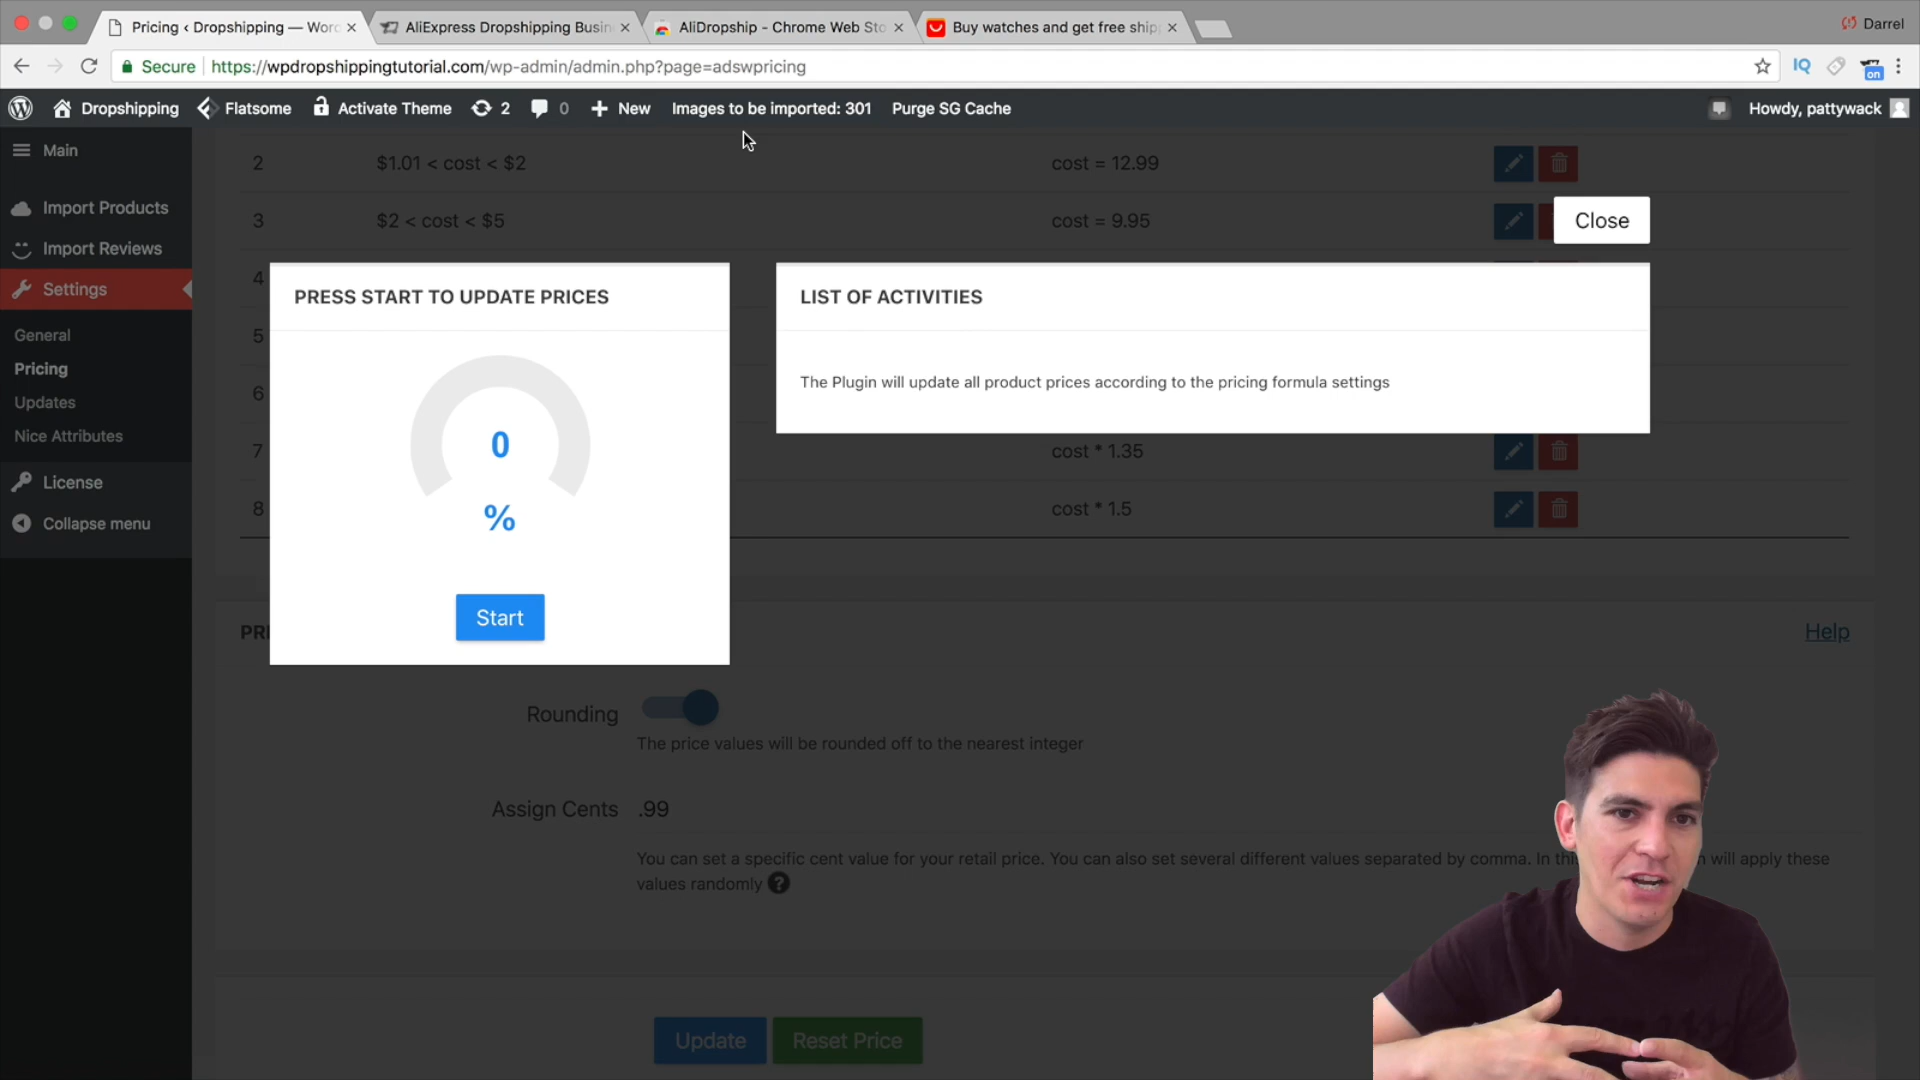 Pricing ‹ Dropshipping — Wor
AliExpress Dropshipping Busin
AliDropship - Chrome Web Sto
Buy watches and get free ship
Darrel
Secure
https://wpdropshippingtutorial.com/wp-admin/admin.php?page=adswpricing
IQ
on
Dropshipping
Flatsome
Activate Theme
2
0
New
Images to be imported: 301
Purge SG Cache
Howdy, pattywack
Main
Import Products
Import Reviews
Settings
General
Pricing
Updates
Nice Attributes
License
Collapse menu
2 $1.01 < cost < $2 cost = 12.99
3 $2 < cost < $5 cost = 9.95
Close
4
5
6
7 cost * 1.35
8 cost * 1.5
PRESS START TO UPDATE PRICES
0
%
Start
LIST OF ACTIVITIES
The Plugin will update all product prices according to the pricing formula settings
Help
Rounding
The price values will be rounded off to the nearest integer
Assign Cents .99
You can set a specific cent value for your retail price. You can also set several different values separated by comma. In will apply these
values randomly ?
Update
Reset Price